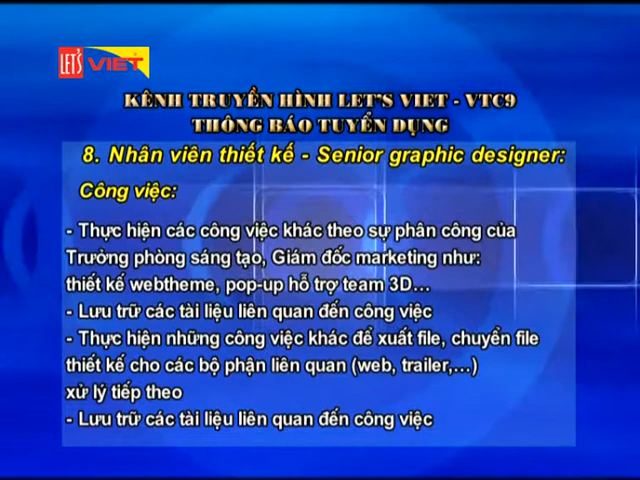 LET'S VIET
KÊNH TRUYỀN HÌNH LET'S VIET - VTC9
THÔNG BÁO TUYỂN DỤNG
8. Nhân viên thiết kế - Senior graphic designer:
Công việc:
- Thực hiện các công việc khác theo sự phân công của
Trưởng phòng sáng tạo, Giám đốc marketing như:
thiết kế webtheme, pop-up hỗ trợ team 3D...
- Lưu trữ các tài liệu liên quan đến công việc
- Thực hiện những công việc khác để xuất file, chuyển file
thiết kế cho các bộ phận liên quan (web, trailer,...)
xử lý tiếp theo
- Lưu trữ các tài liệu liên quan đến công việc